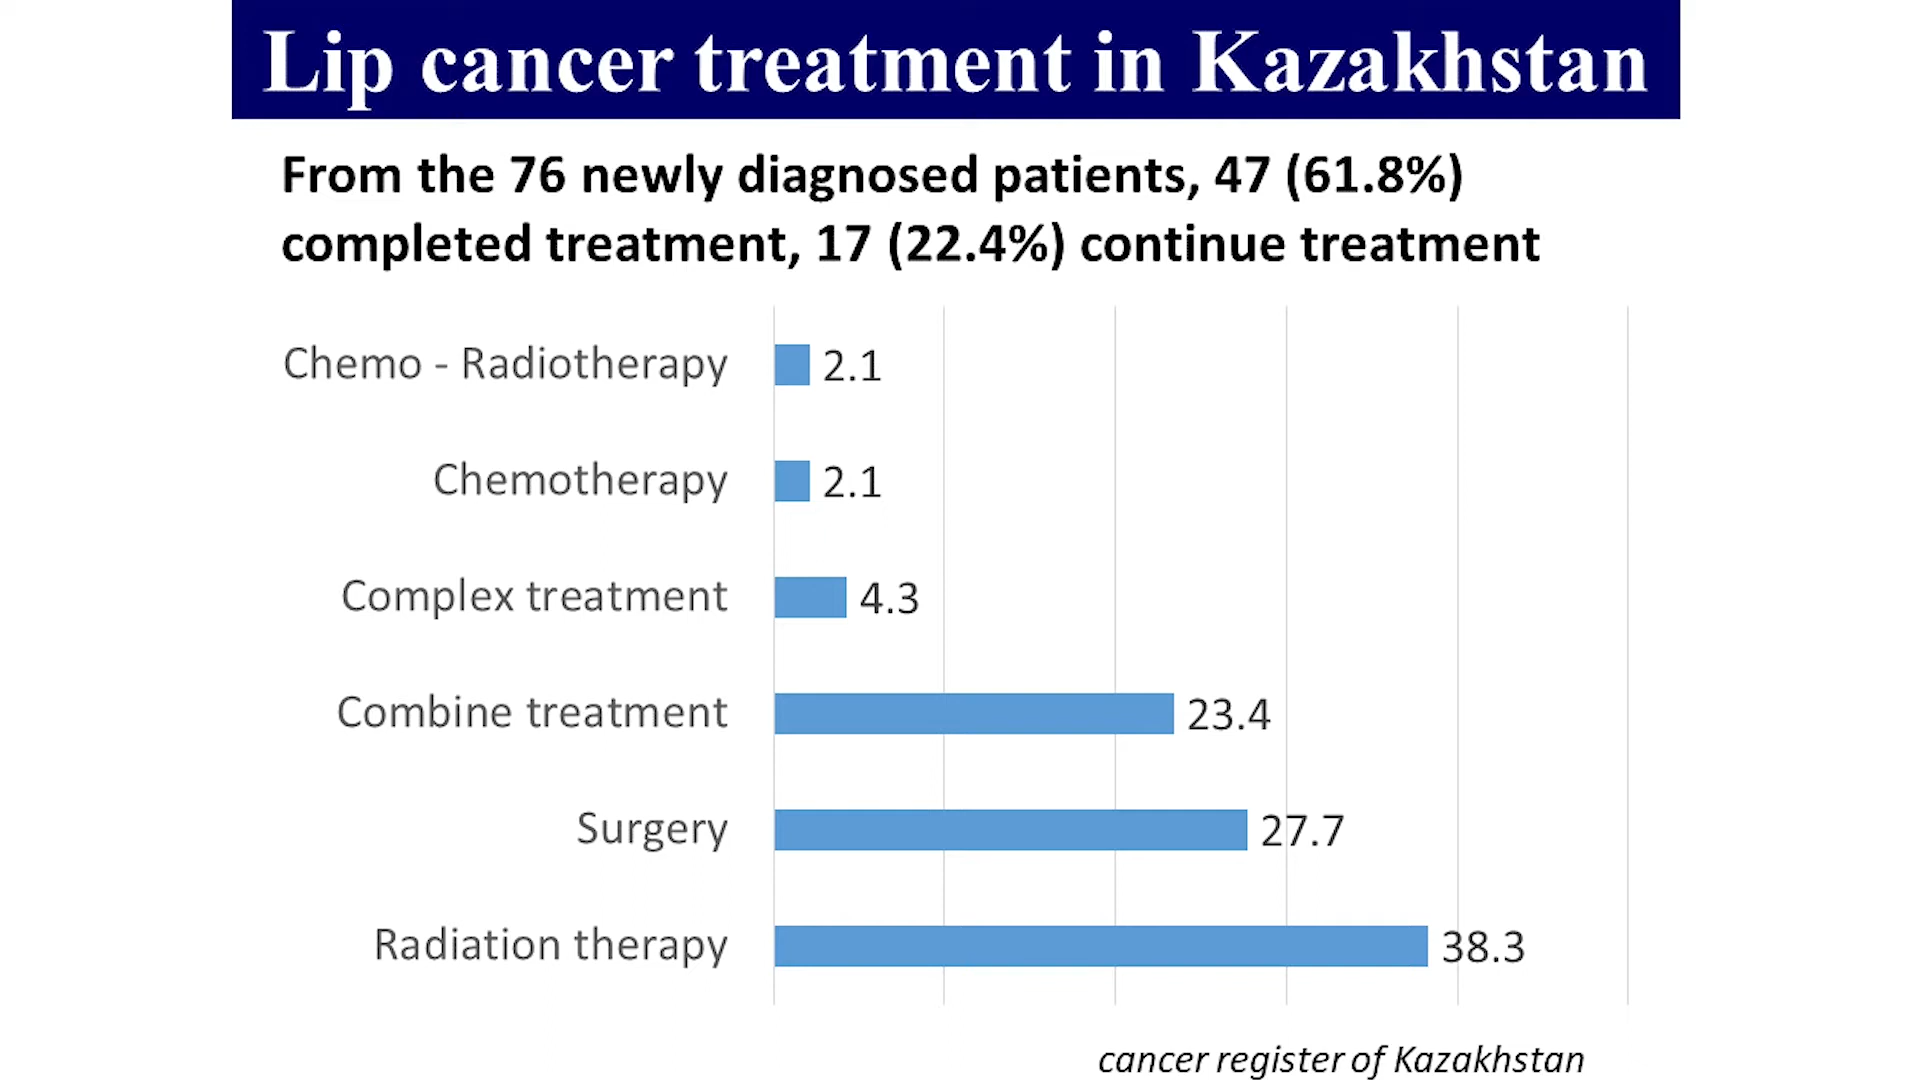 Lip cancer treatment in Kazakhstan
From the 76 newly diagnosed patients, 47 (61.8%)
completed treatment, 17 (22.4%) continue treatment
Chemo - Radiotherapy 2.1
Chemotherapy 2.1
Complex treatment 4.3
Combine treatment 23.4
Surgery 27.7
Radiation therapy 38.3
cancer register of Kazakhstan